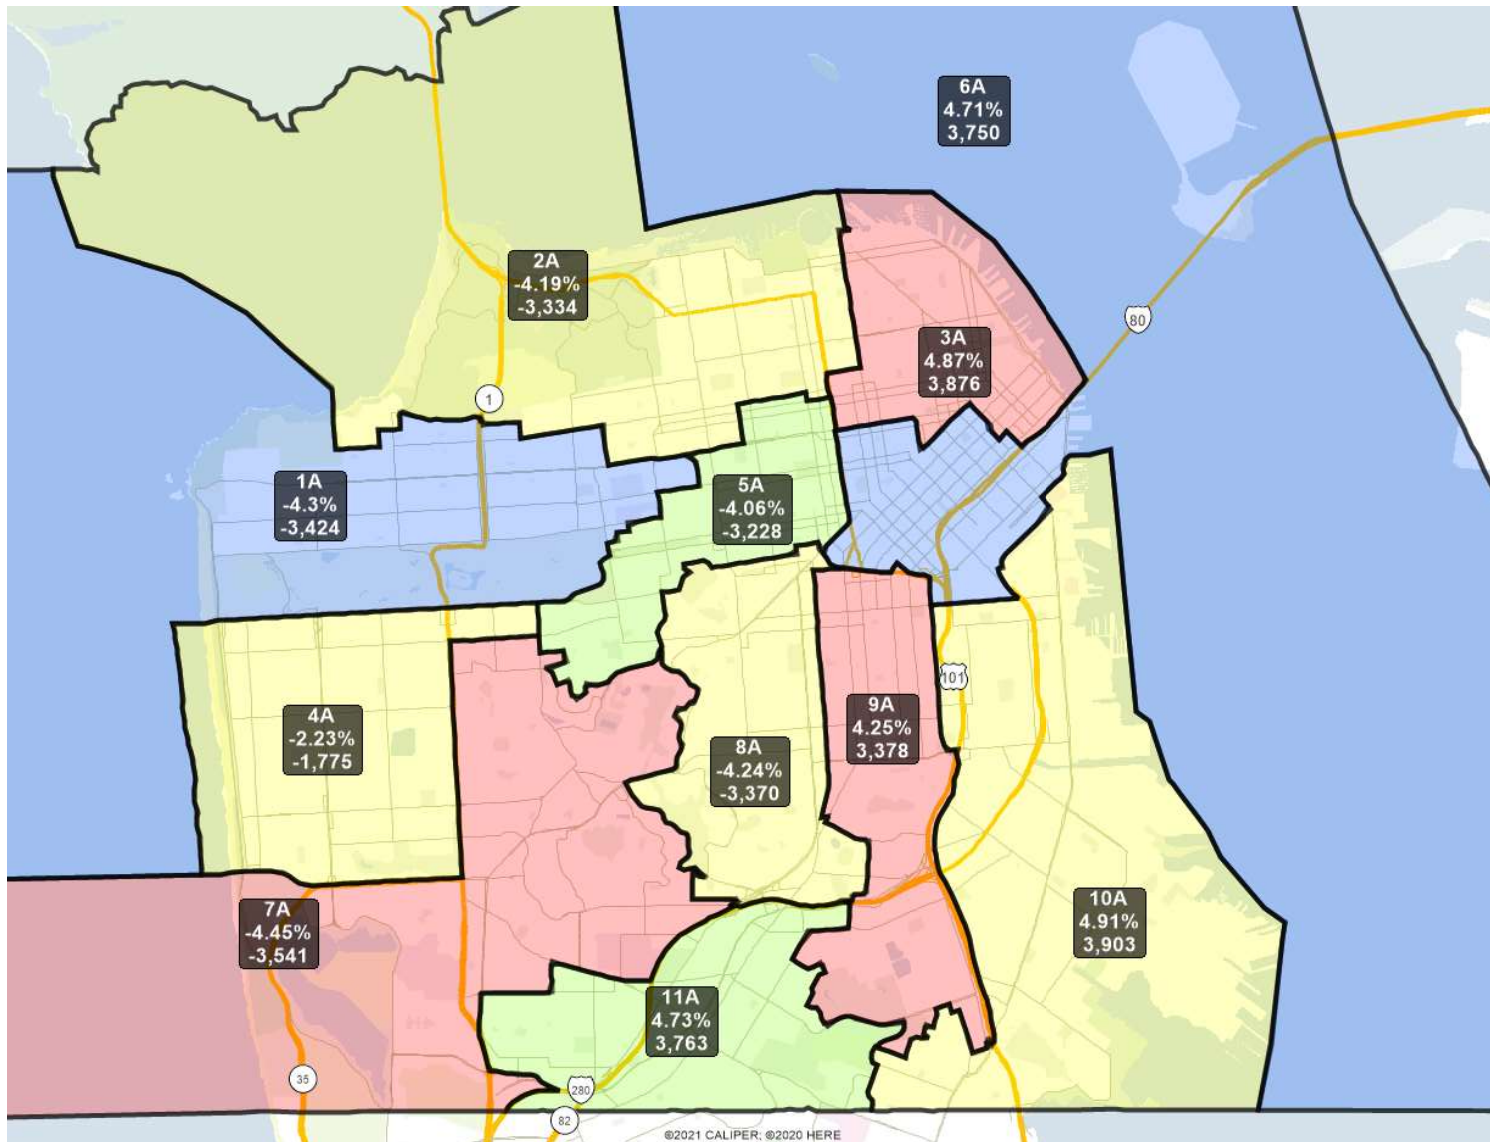 6A
4.71%
3,750
2A
-4.19%
-3,334
80
3A
4.87%
3,876
1
1A
-4.3%
-3,424
5A
-4.06%
-3,228
101
4A
-2.23%
-1,775
9A
4.25%
3,378
8A
-4.24%
-3,370
7A
-4.45%
-3,541
10A
4.91%
3,903
11A
4.73%
3,763
35
280
82
©2021 CALIPER; ©2020 HERE